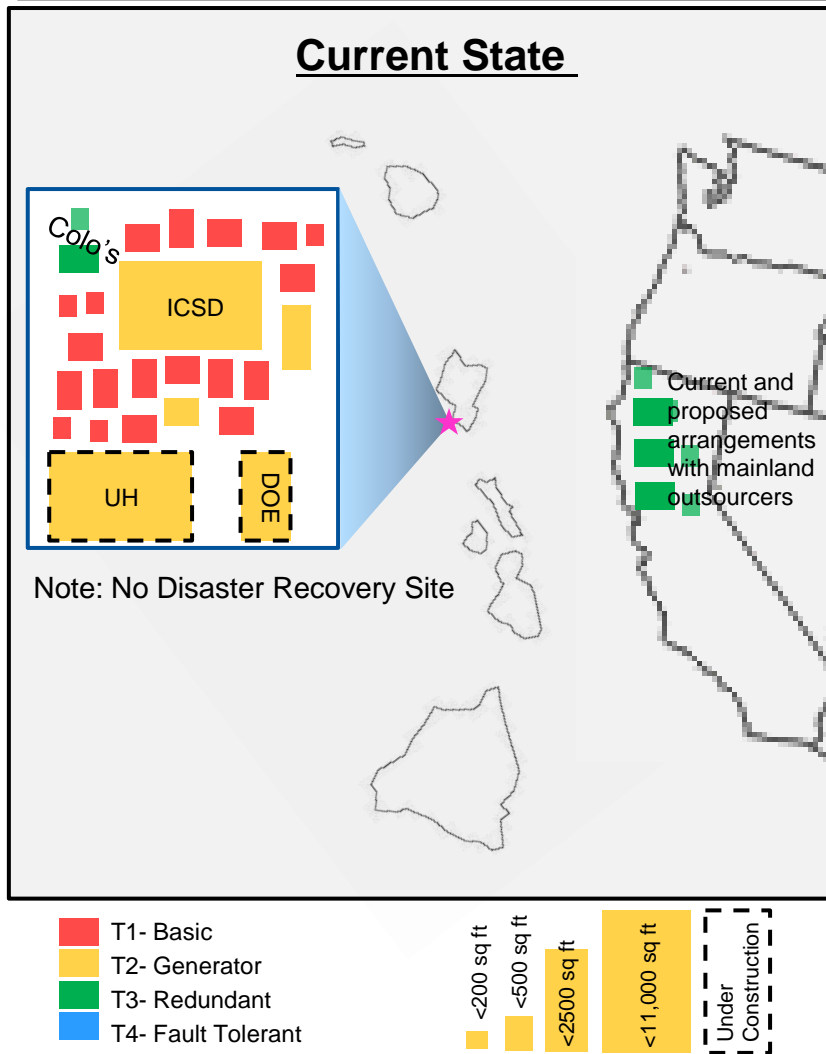 Current State
Colo's
ICSD
UH
DOE
Note: No Disaster Recovery Site
Current and
proposed
arrangements
with mainland
outsourcers
T1- Basic
T2- Generator
T3- Redundant
T4- Fault Tolerant
<200 sq ft
<500 sq ft
<2500 sq ft
<11,000 sq ft
Under
Construction